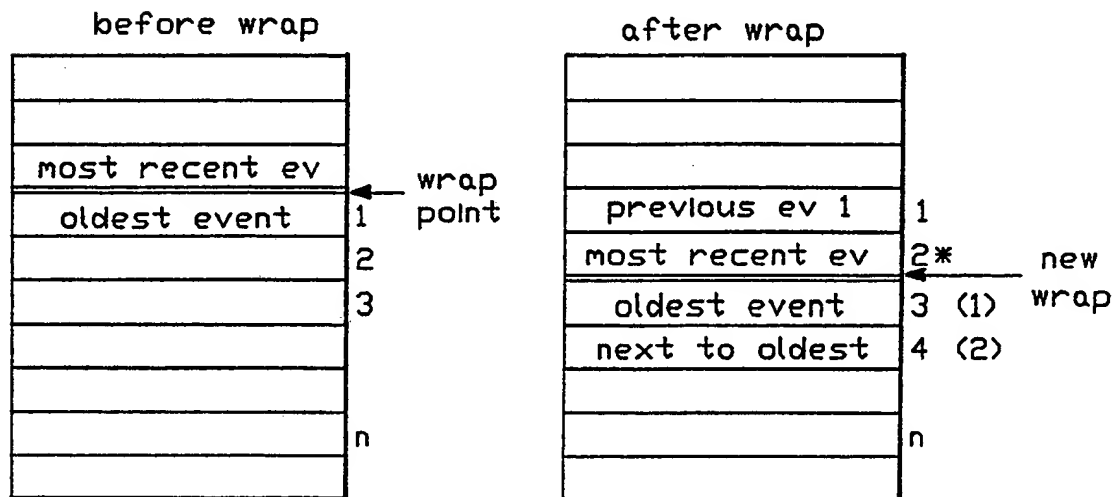 before wrap
most recent ev
wrap
point
oldest event 1
2
3
n
after wrap
previous ev 1 1
most recent ev 2*
new
wrap
oldest event 3 (1)
next to oldest 4 (2)
n